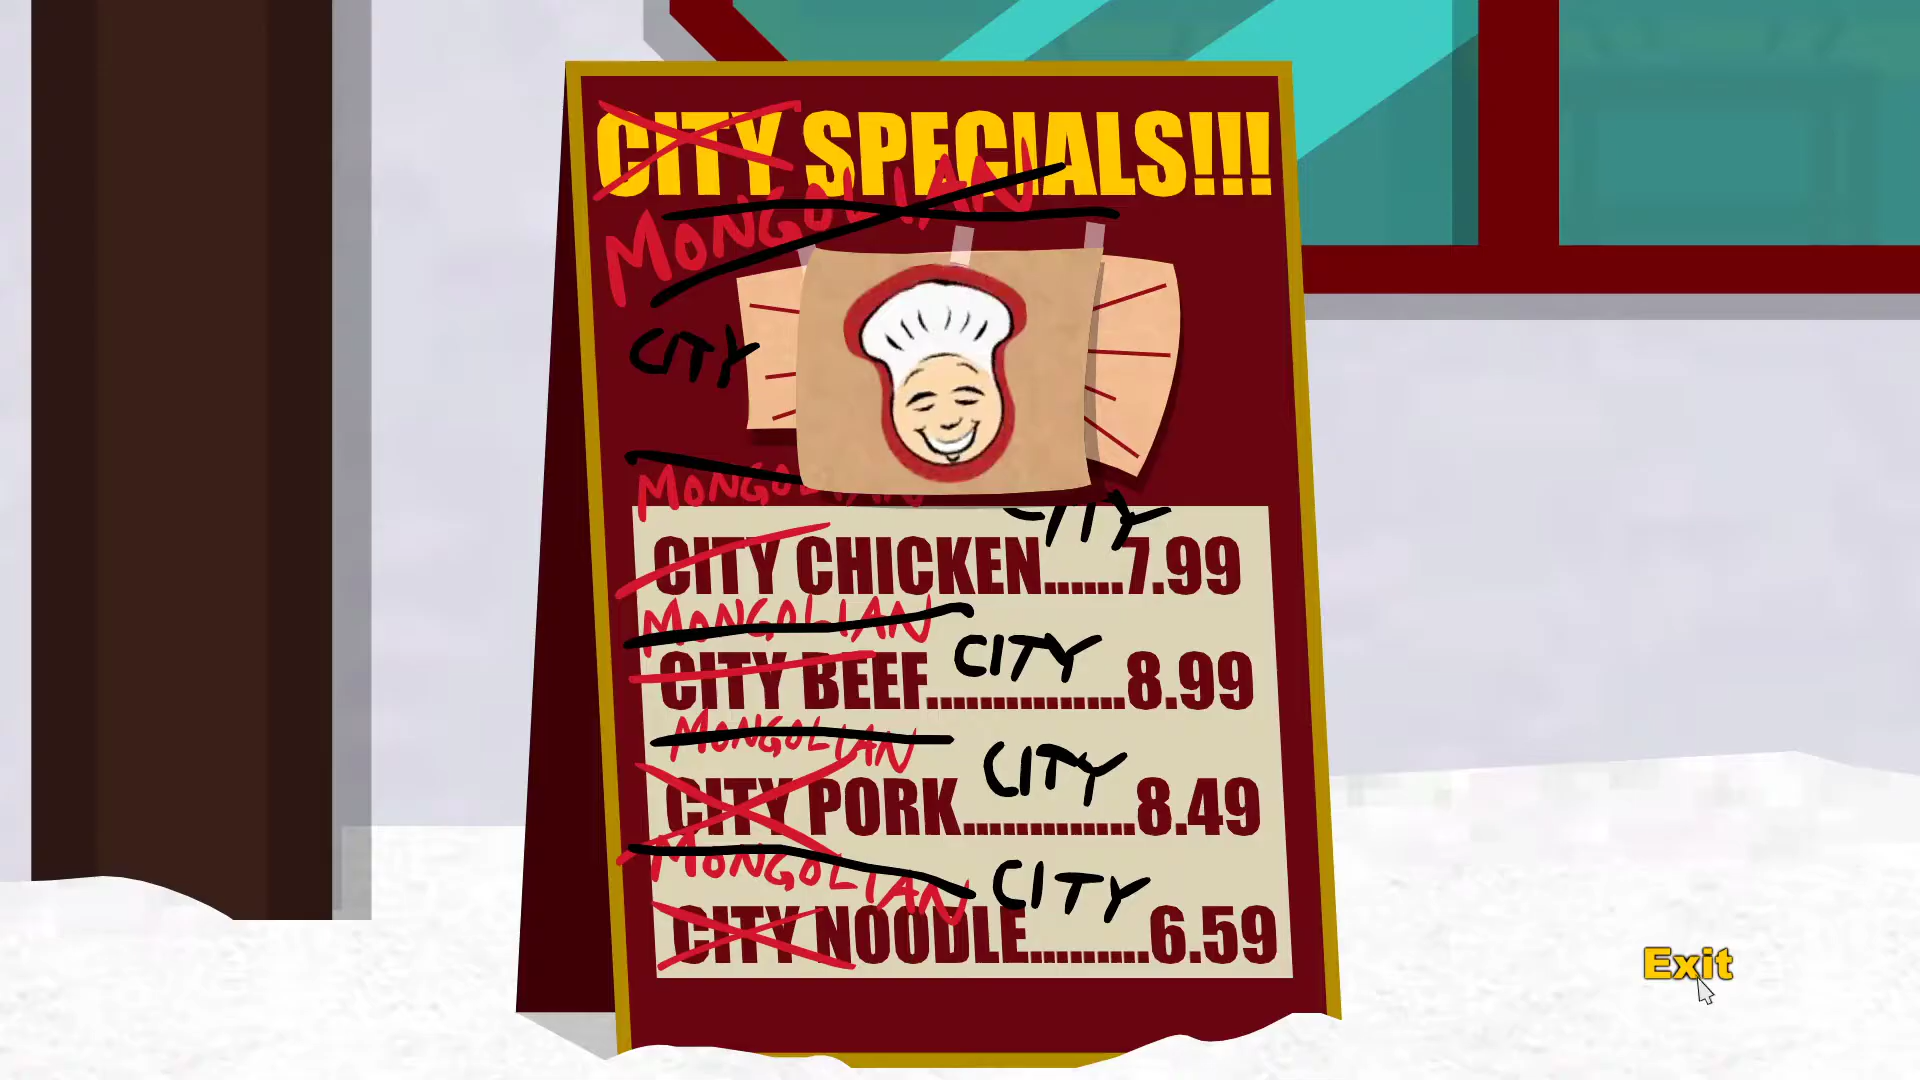 CITY SPECIALS!!!
MONGOLIAN
CITY
MONGOLIAN
CITY
CITY CHICKEN......7.99
MONGOLIAN
CITY
CITY BEEF...............8.99
MONGOLIAN
CITY
CITY PORK.............8.49
MONGOLIAN
CITY
CITY NOODLE.........6.59
Exit